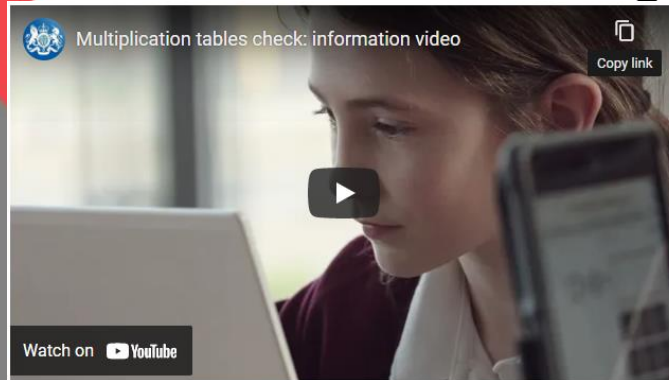 Multiplication tables check: information video
Copy link
Watch on YouTube